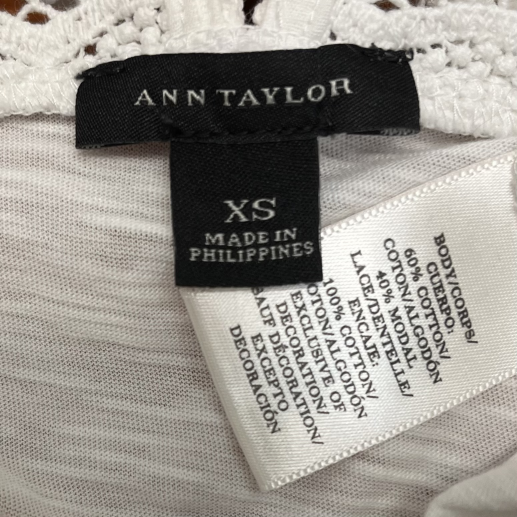 ANN TAYLOR
XS
MADE IN
PHILIPPINES
BODY/CORPS/
CUERPO:
60% COTTON/
COTON/ALGODÓN
40% MODAL
LACE/DENTELLE/
ENCAJE:
100% COTTON/
OTON/ALGODÓN
EXCLUSIVE OF
DECORATION/
SAUF DÉCORATION/
EXCEPTO
DECORACIÓN